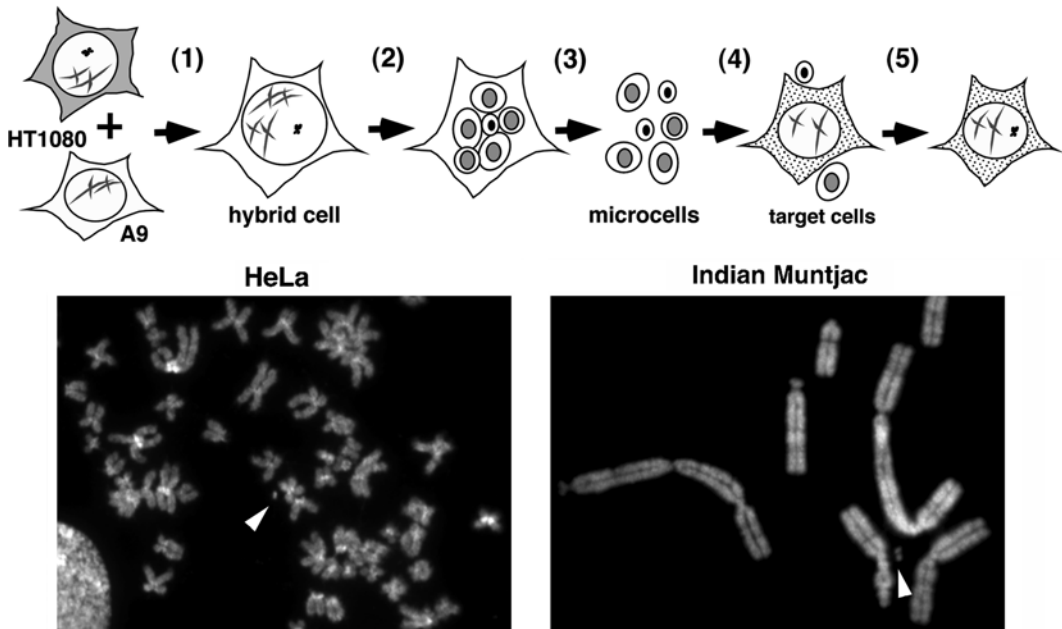 (1)
(2)
(3)
(4)
(5)
HT1080
+
A9
hybrid cell
microcells
target cells
HeLa
Indian Muntjac